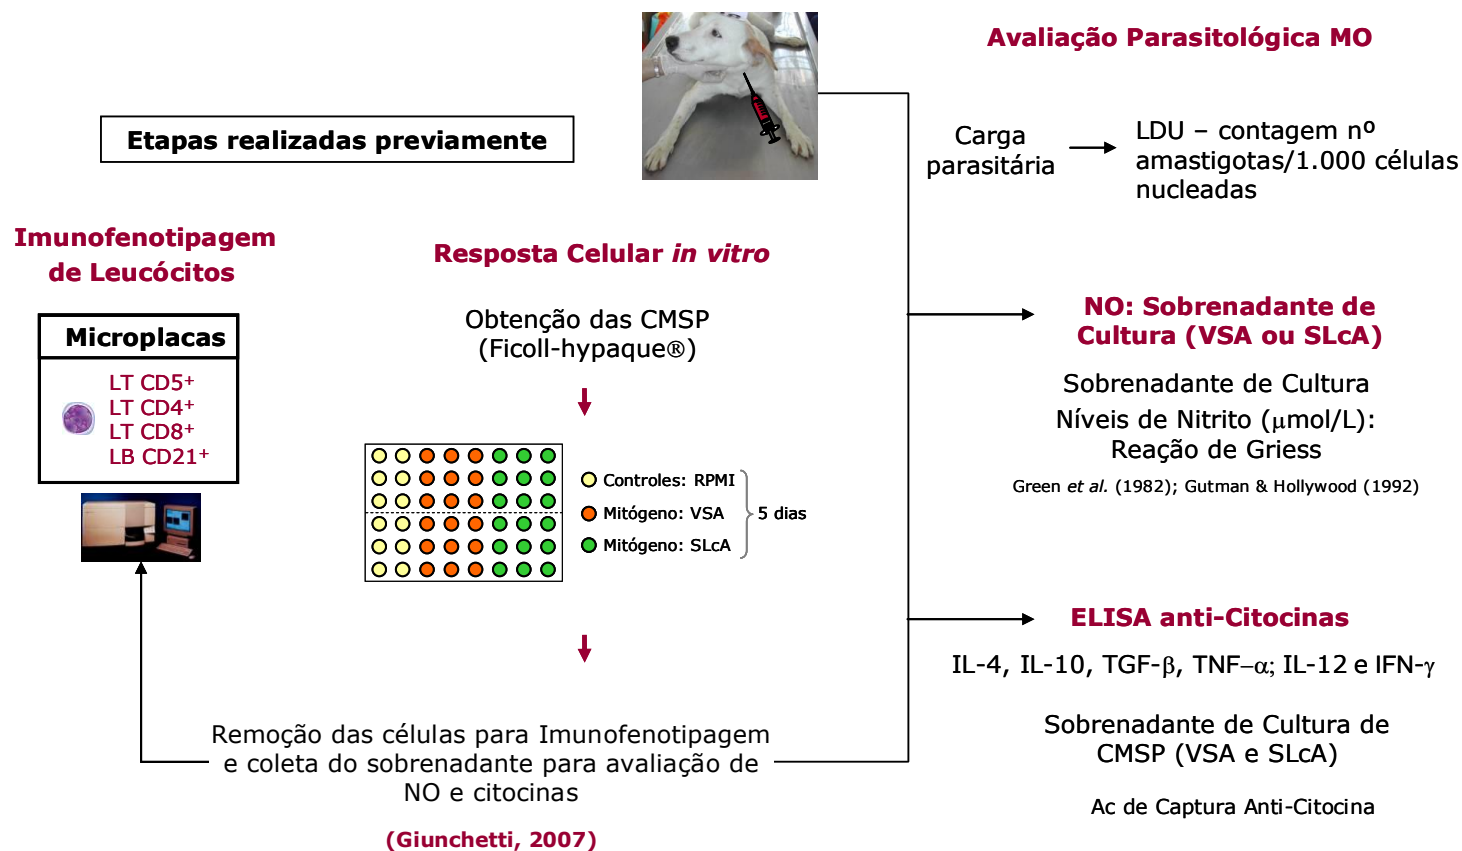 Avaliação Parasitológica MO
Etapas realizadas previamente
Carga
parasitária
LDU – contagem nº
amastigotas/1.000 células
nucleadas
Imunofenotipagem
de Leucócitos
Microplacas
LT CD5⁺
LT CD4⁺
LT CD8⁺
LB CD21⁺
Resposta Celular in vitro
Obtenção das CMSP
(Ficoll-hypaque®)
Controles: RPMI
Mitógeno: VSA
Mitógeno: SLcA
5 dias
Remoção das células para Imunofenotipagem
e coleta do sobrenadante para avaliação de
NO e citocinas
(Giunchetti, 2007)
NO: Sobrenadante de
Cultura (VSA ou SLcA)
Sobrenadante de Cultura
Níveis de Nitrito (μmol/L):
Reação de Griess
Green et al. (1982); Gutman & Hollywood (1992)
ELISA anti-Citocinas
IL-4, IL-10, TGF-β, TNF–α; IL-12 e IFN-γ
Sobrenadante de Cultura de
CMSP (VSA e SLcA)
Ac de Captura Anti-Citocina